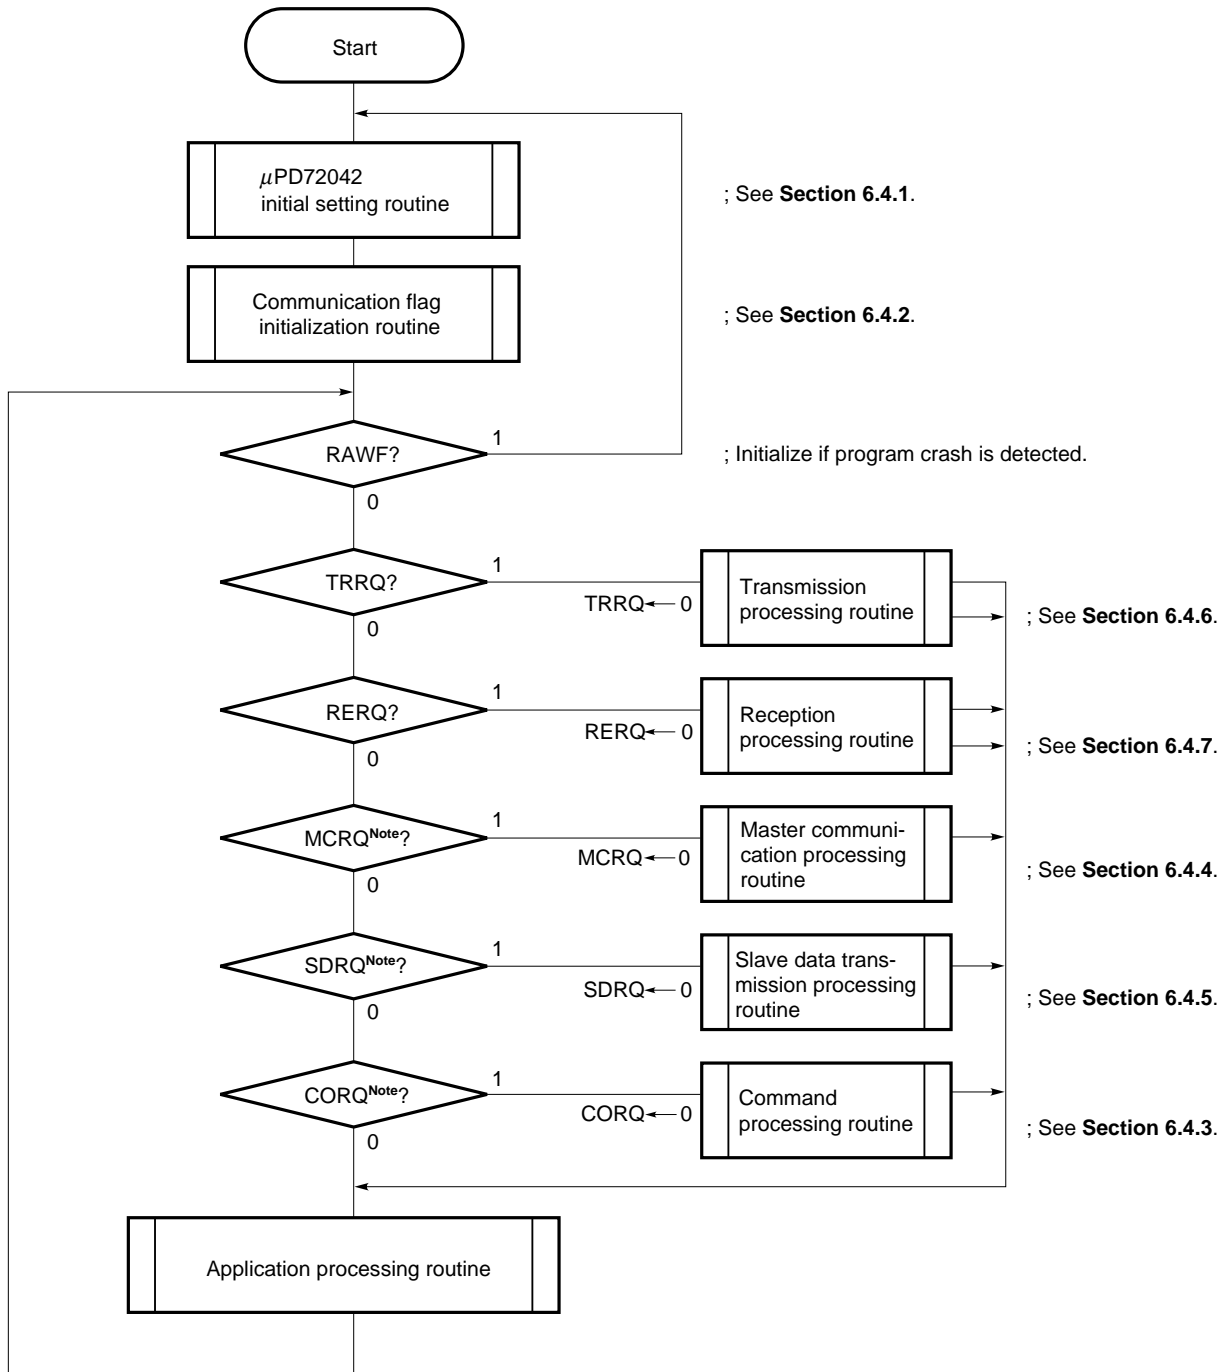 Start
μPD72042
initial setting routine
; See Section 6.4.1.
Communication flag
initialization routine
; See Section 6.4.2.
RAWF?
1
; Initialize if program crash is detected.
0
TRRQ?
1
TRRQ←0
Transmission
processing routine
; See Section 6.4.6.
0
RERQ?
1
RERQ←0
Reception
processing routine
; See Section 6.4.7.
0
MCRQNote?
1
MCRQ←0
Master communi-
cation processing
routine
; See Section 6.4.4.
0
SDRQNote?
1
SDRQ←0
Slave data trans-
mission processing
routine
; See Section 6.4.5.
0
CORQNote?
1
CORQ←0
Command
processing routine
; See Section 6.4.3.
0
Application processing routine